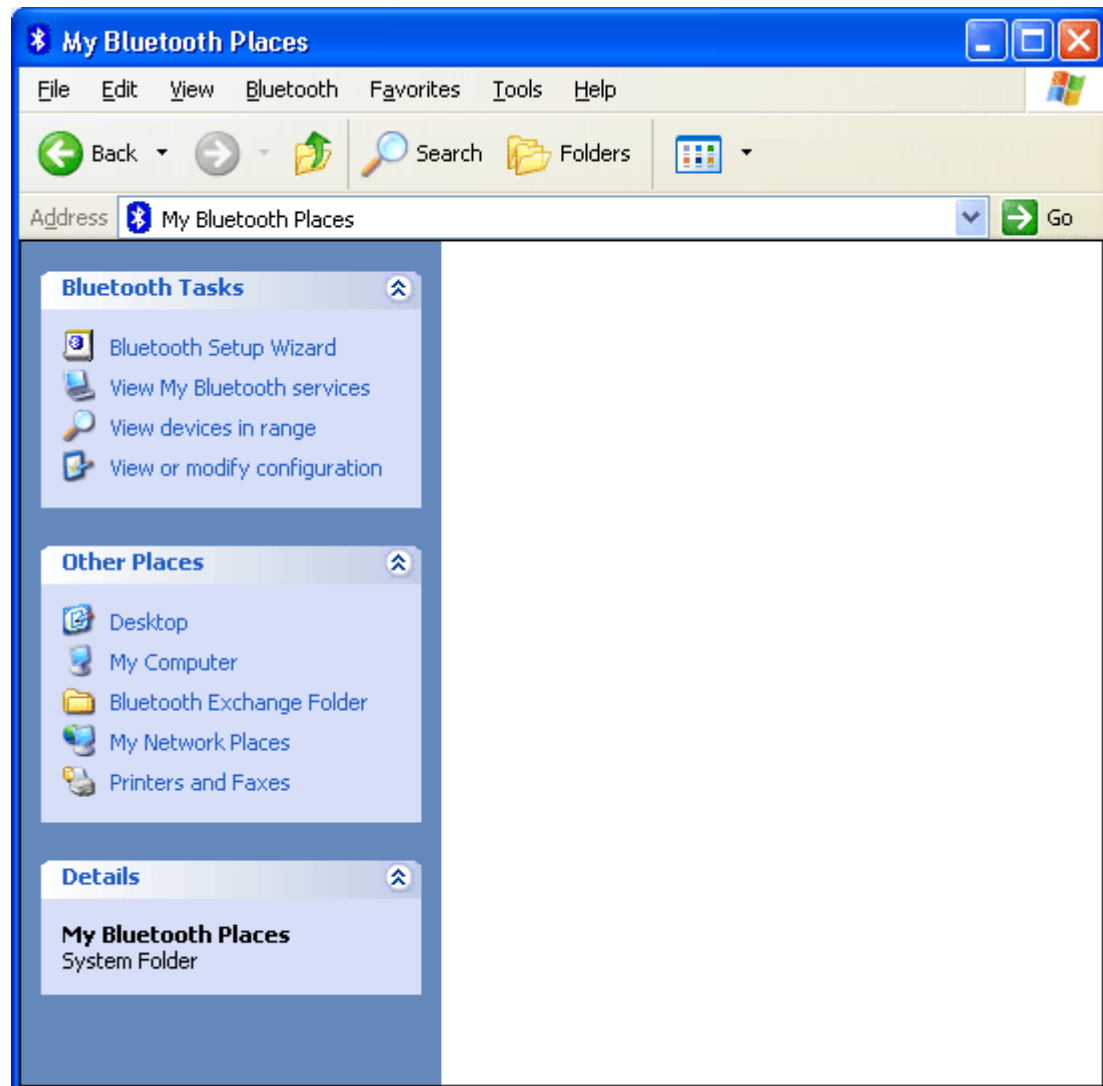 My Bluetooth Places
File Edit View Bluetooth Favorites Tools Help
Back Search Folders
Address My Bluetooth Places Go
Bluetooth Tasks
Bluetooth Setup Wizard
View My Bluetooth services
View devices in range
View or modify configuration
Other Places
Desktop
My Computer
Bluetooth Exchange Folder
My Network Places
Printers and Faxes
Details
My Bluetooth Places
System Folder